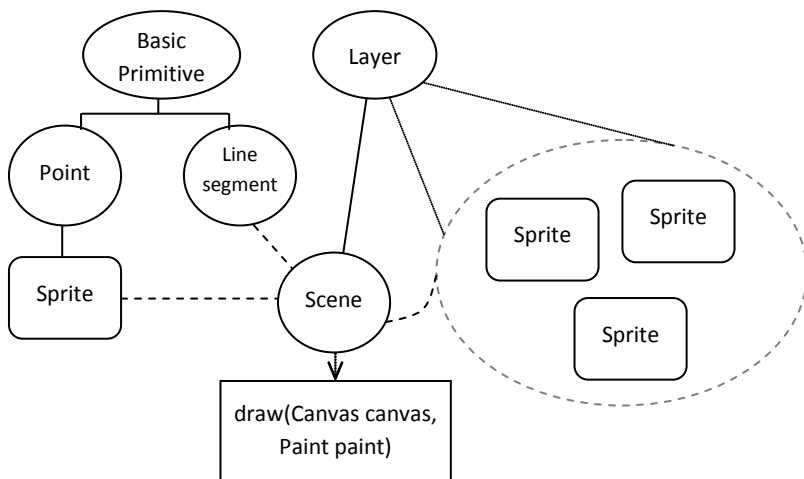 Basic
Primitive
Layer
Point
Line
segment
Sprite
Scene
Sprite
Sprite
Sprite
draw(Canvas canvas,
Paint paint)